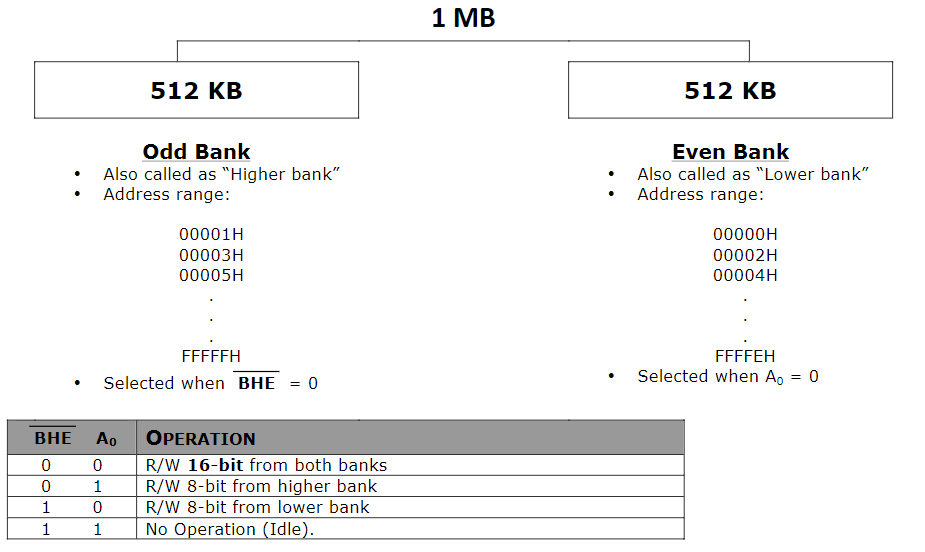 1 MB
512 KB
512 KB
Odd Bank
• Also called as “Higher bank”
• Address range:
00001H
00003H
00005H
.
.
.
FFFFFH
• Selected when B̅H̅E̅ = 0
Even Bank
• Also called as “Lower bank”
• Address range:
00000H
00002H
00004H
.
.
.
FFFFEH
• Selected when A₀ = 0
B̅H̅E̅ A₀ OPERATION
0 0 R/W 16-bit from both banks
0 1 R/W 8-bit from higher bank
1 0 R/W 8-bit from lower bank
1 1 No Operation (Idle).